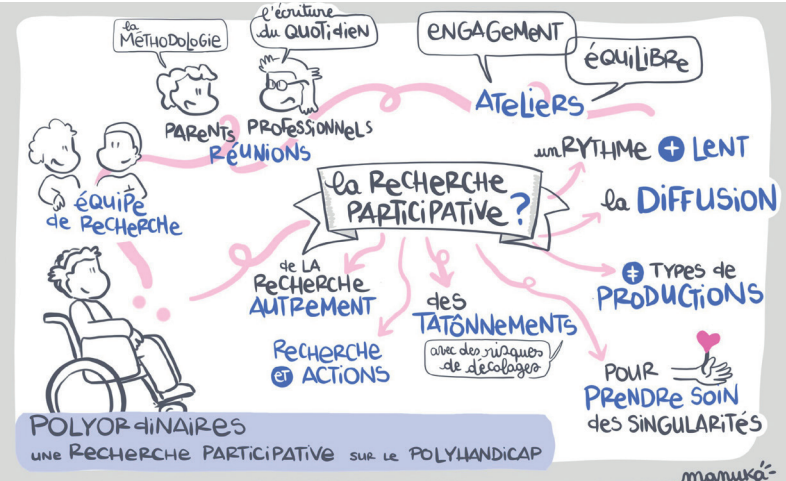 la
MÉTHODOLOGIE
l'écriture
du QUOTIDIEN
ENGAGEMENT
ÉQUILIBRE
ATELIERS
PARENTS PROFESSIONNELS
RÉUNIONS
ÉQUIPE
de RECHERCHE
La RECHERCHE
PARTICIPATIVE ?
un RYTHME + LENT
la DIFFUSION
≠ TYPES de
PRODUCTIONS
de LA
RECHERCHE
AUTREMENT
RECHERCHE
et ACTIONS
des
TATÔNNEMENTS
avec des risques
de décalages
POUR
PRENDRE SOIN
des SINGULARITÉS
POLYORDINAIRES
UNE RECHERCHE PARTICIPATIVE SUR LE POLYHANDICAP
manuká